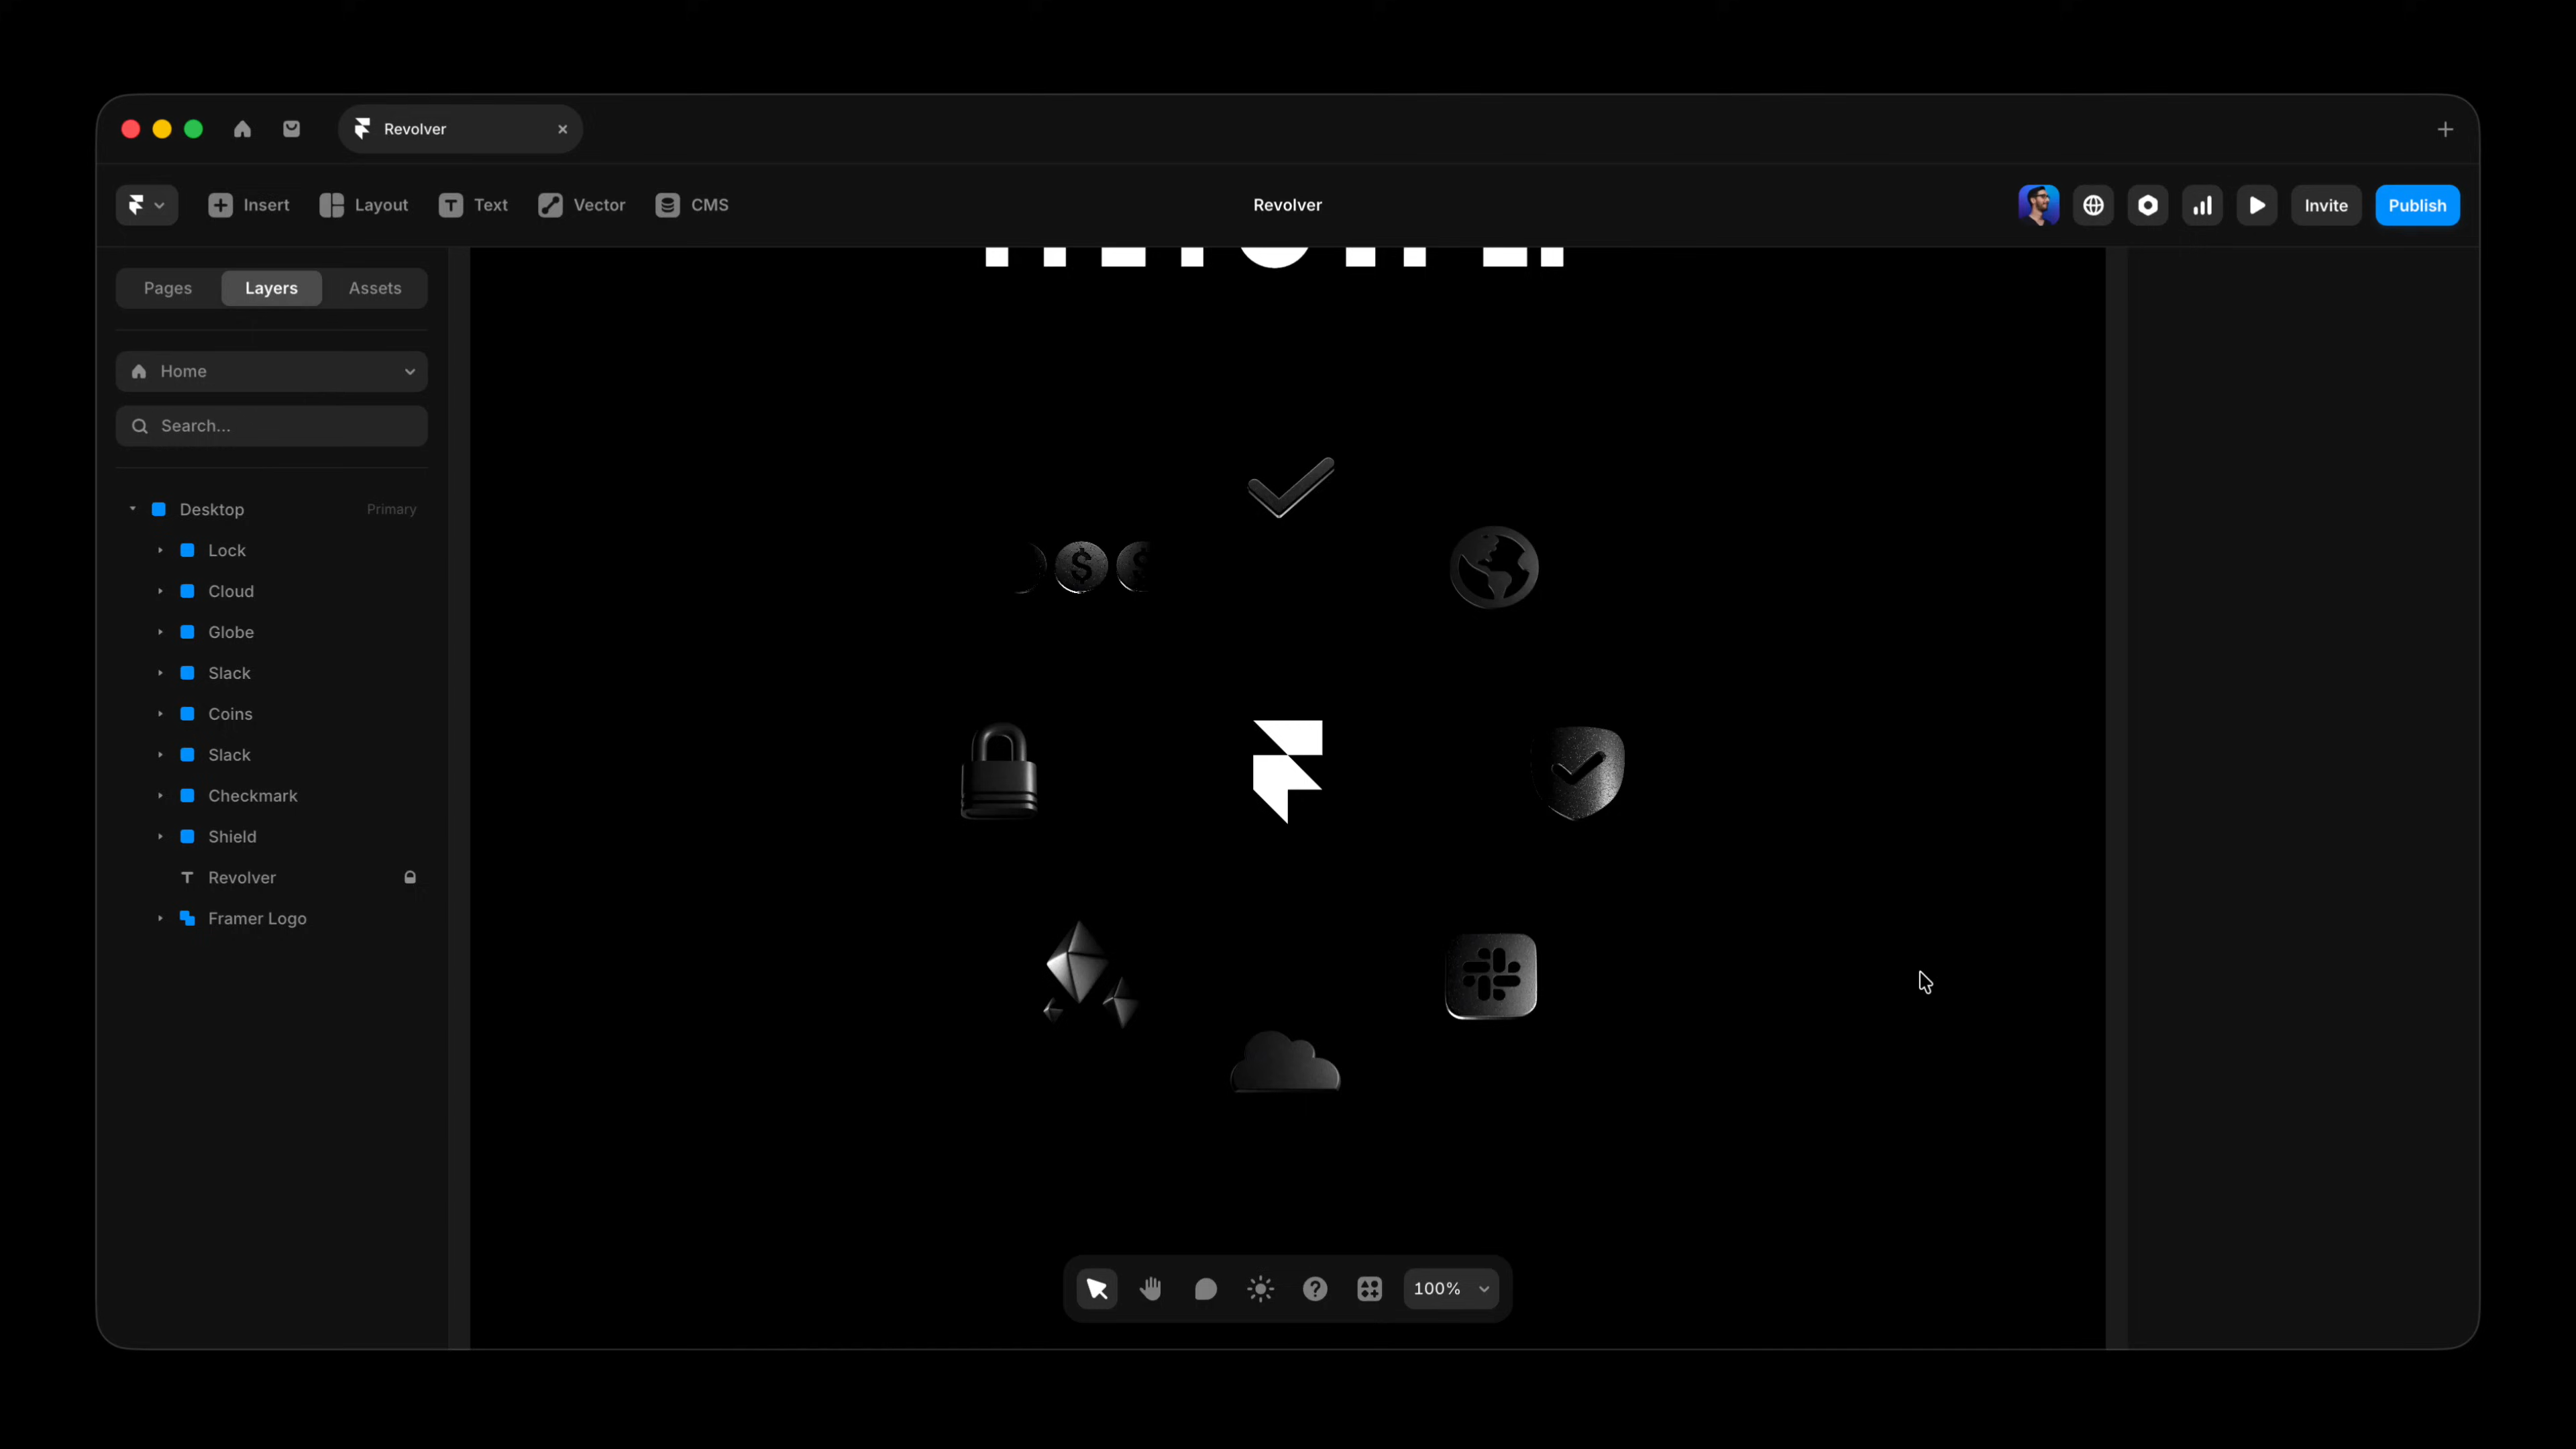 Revolver
Insert
Layout
Text
Vector
CMS
Revolver
Invite
Publish
Pages
Layers
Assets
Home
Search...
Desktop
Primary
Lock
Cloud
Globe
Slack
Coins
Slack
Checkmark
Shield
Revolver
Framer Logo
100%